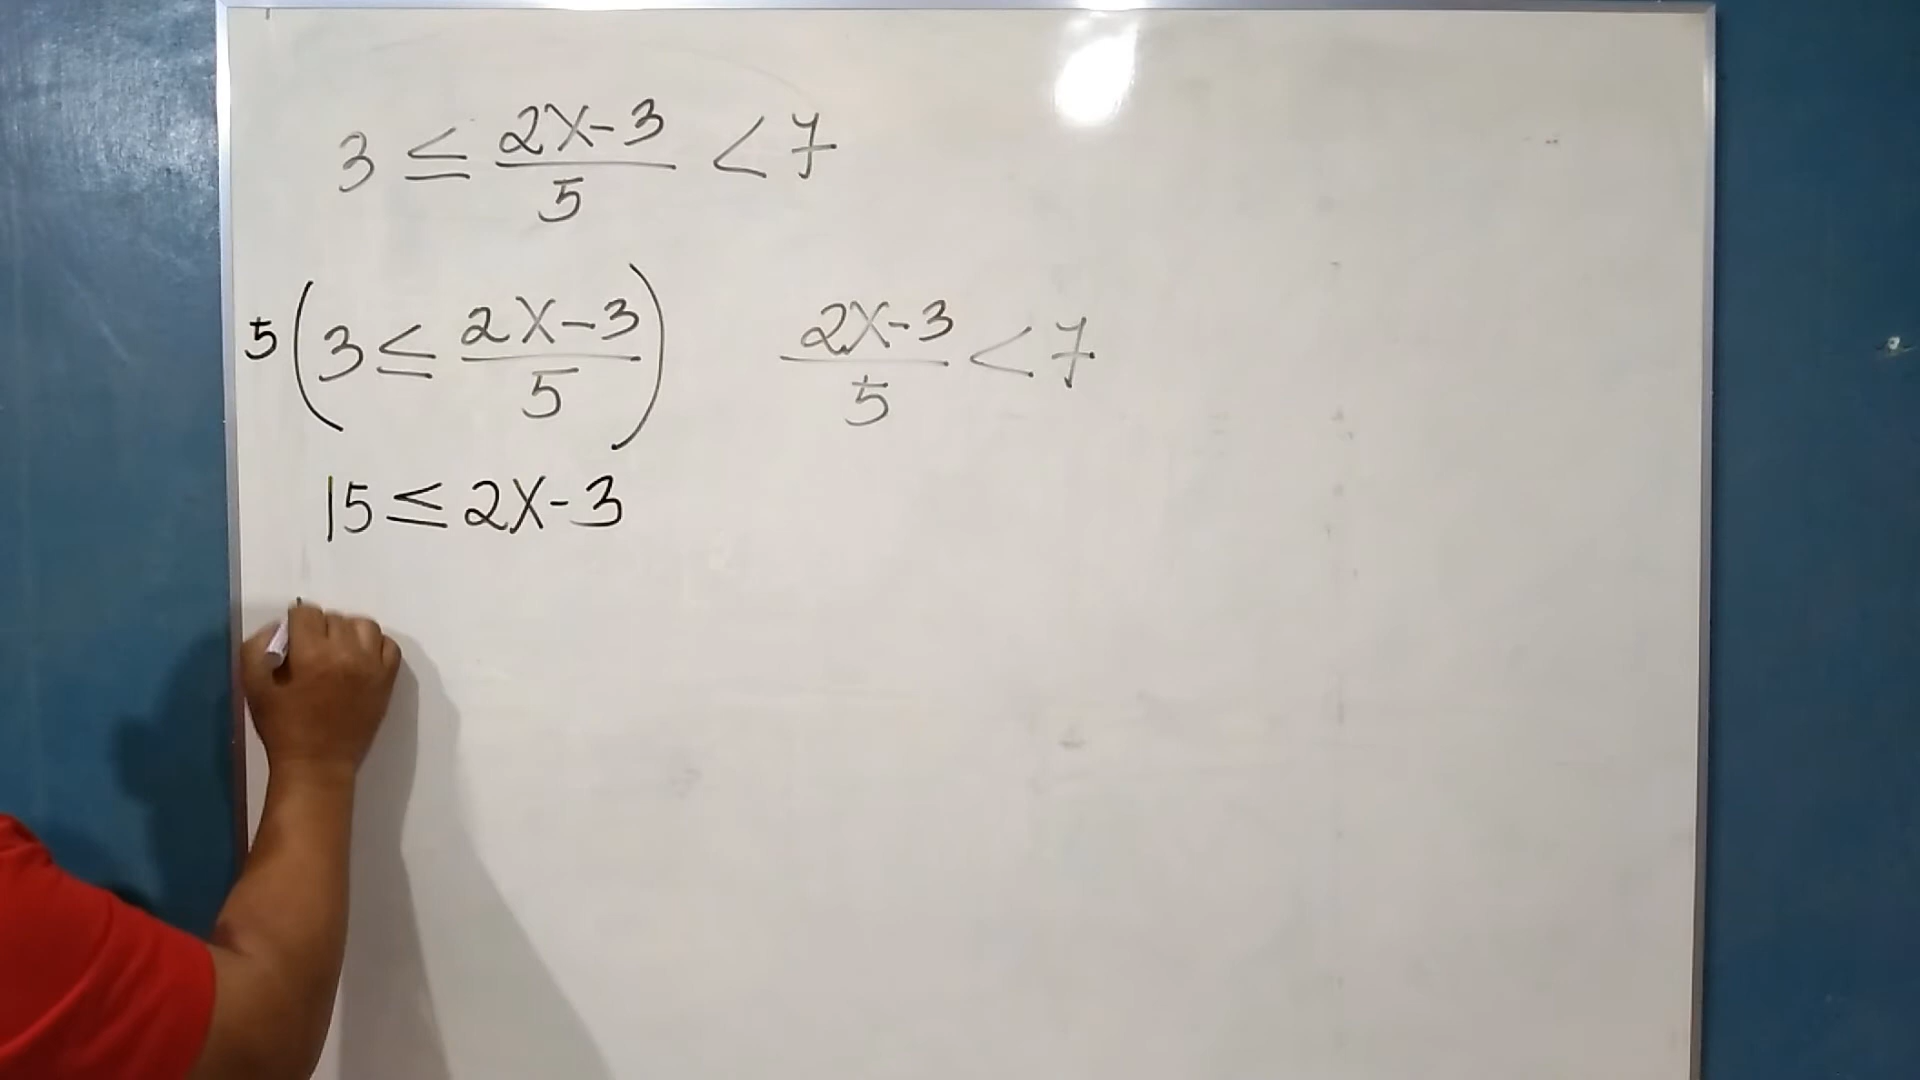 3 ≤ (2X-3)/5 < 7
5(3 ≤ (2X-3)/5) (2X-3)/5 < 7
15 ≤ 2X-3